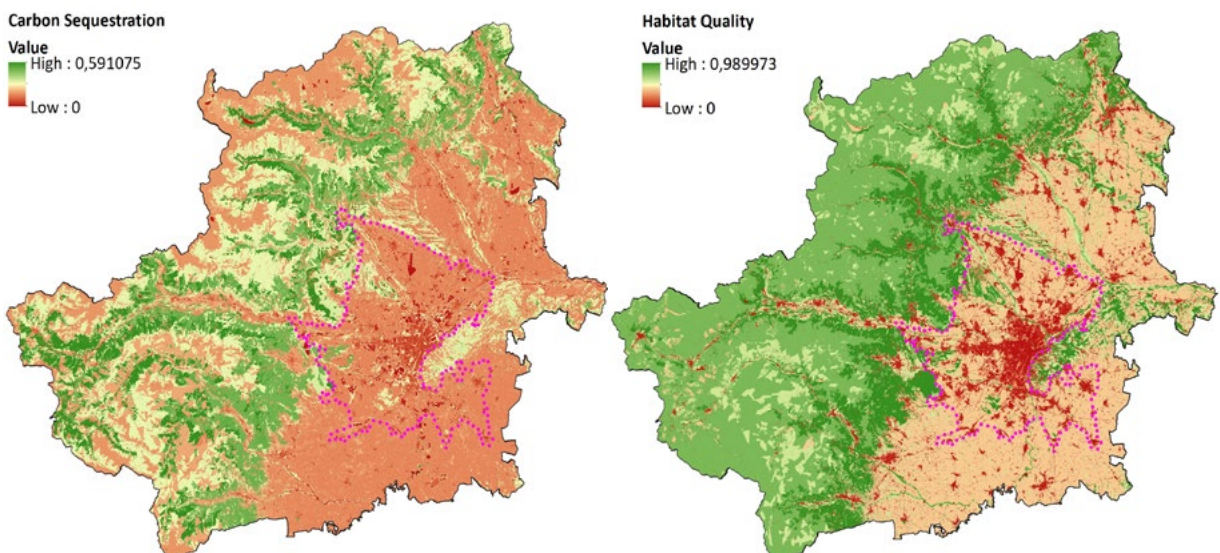 Carbon Sequestration
Value
High : 0,591075
Low : 0
Habitat Quality
Value
High : 0,989973
Low : 0